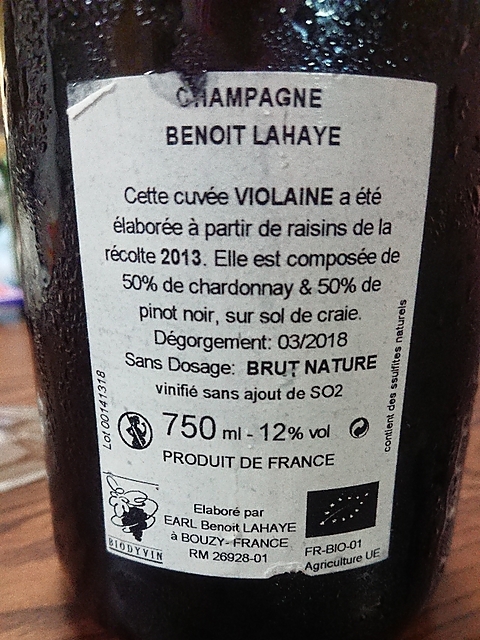 CHAMPAGNE
BENOIT LAHAYE
Cette cuvée VIOLAINE a été
élaborée à partir de raisins de la
récolte 2013. Elle est composée de
50% de chardonnay & 50% de
pinot noir, sur sol de craie.
Dégorgement: 03/2018
Sans Dosage: BRUT NATURE
vinifié sans ajout de SO2
750 ml - 12% vol
PRODUIT DE FRANCE
Elaboré par
EARL Benoit LAHAYE
à BOUZY- FRANCE
RM 26928-01
BIODYVIN
FR-BIO-01
Agriculture UE
Lot 00141318
contient des ssulfites naturels